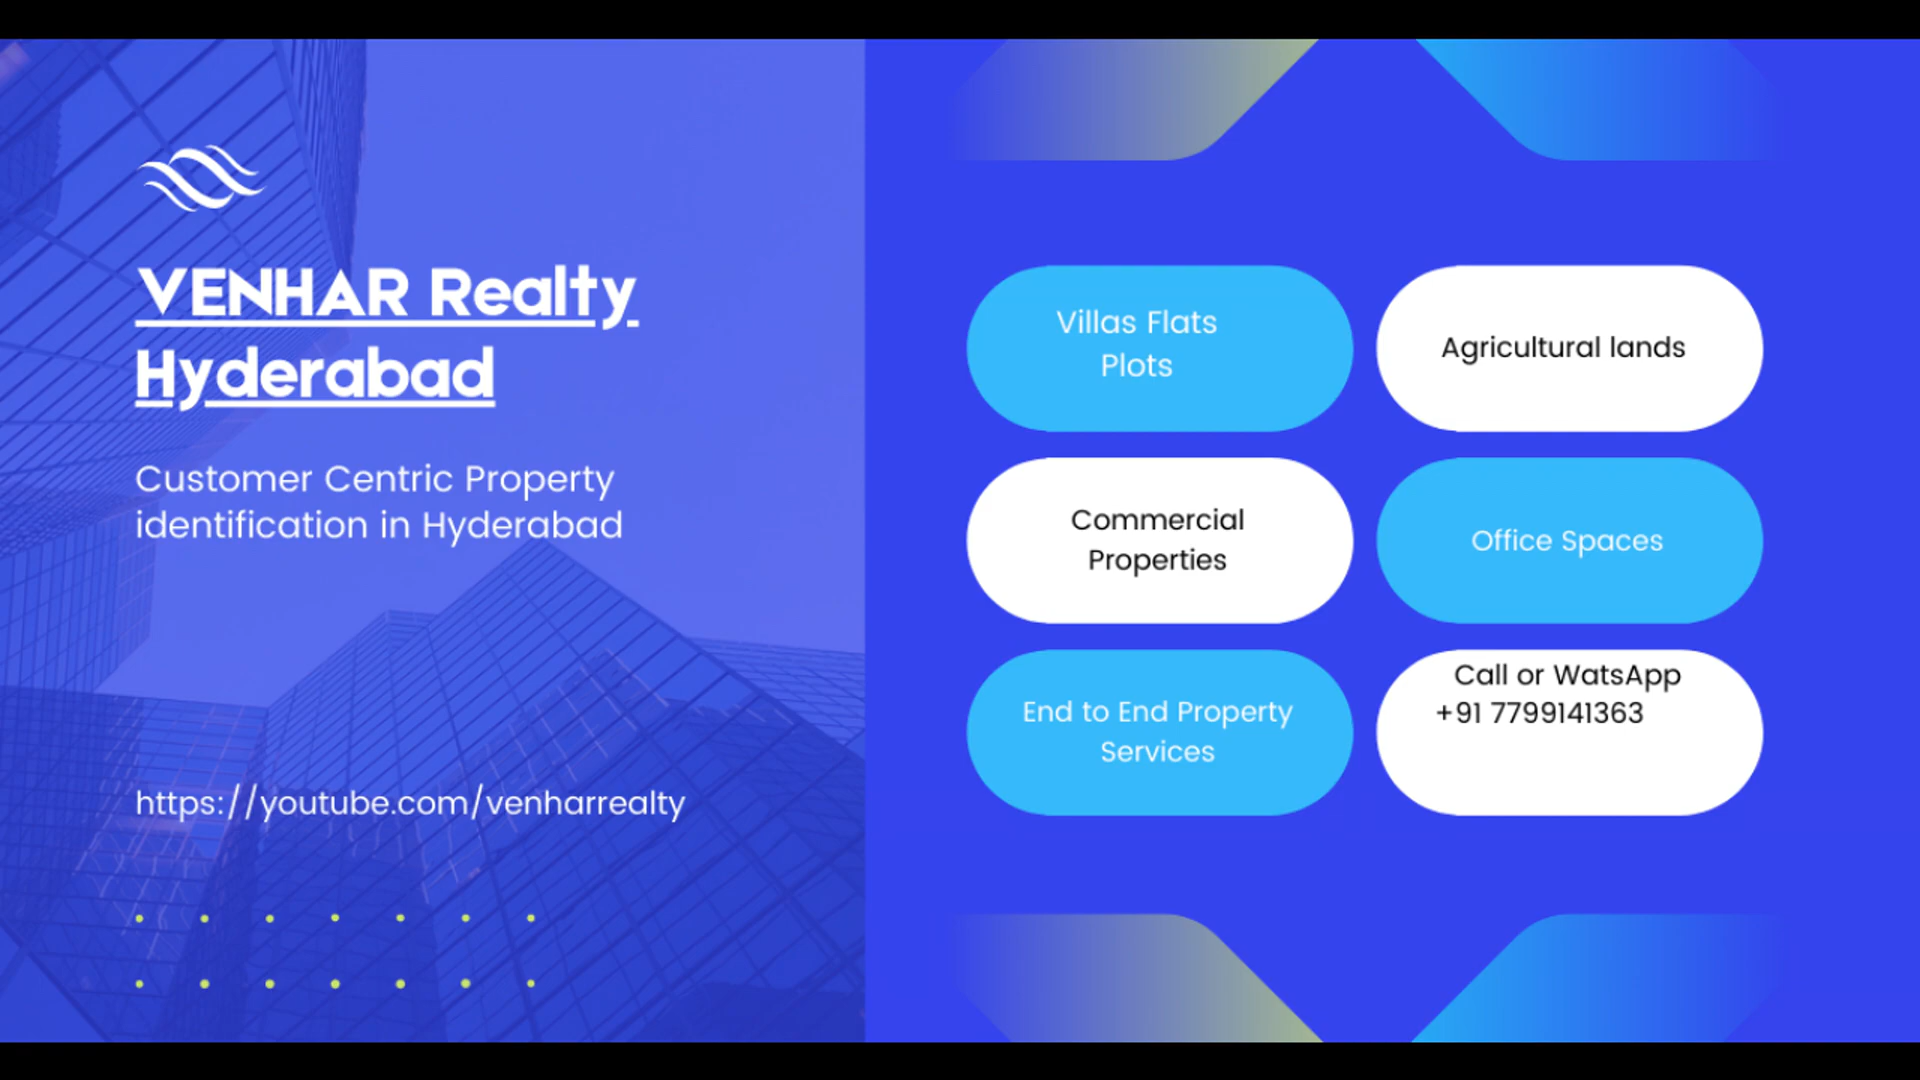 VENHAR Realty
Hyderabad
Customer Centric Property
identification in Hyderabad
https://youtube.com/venharrealty
Villas Flats
Plots
Agricultural lands
Commercial
Properties
Office Spaces
End to End Property
Services
Call or WatsApp
+91 7799141363